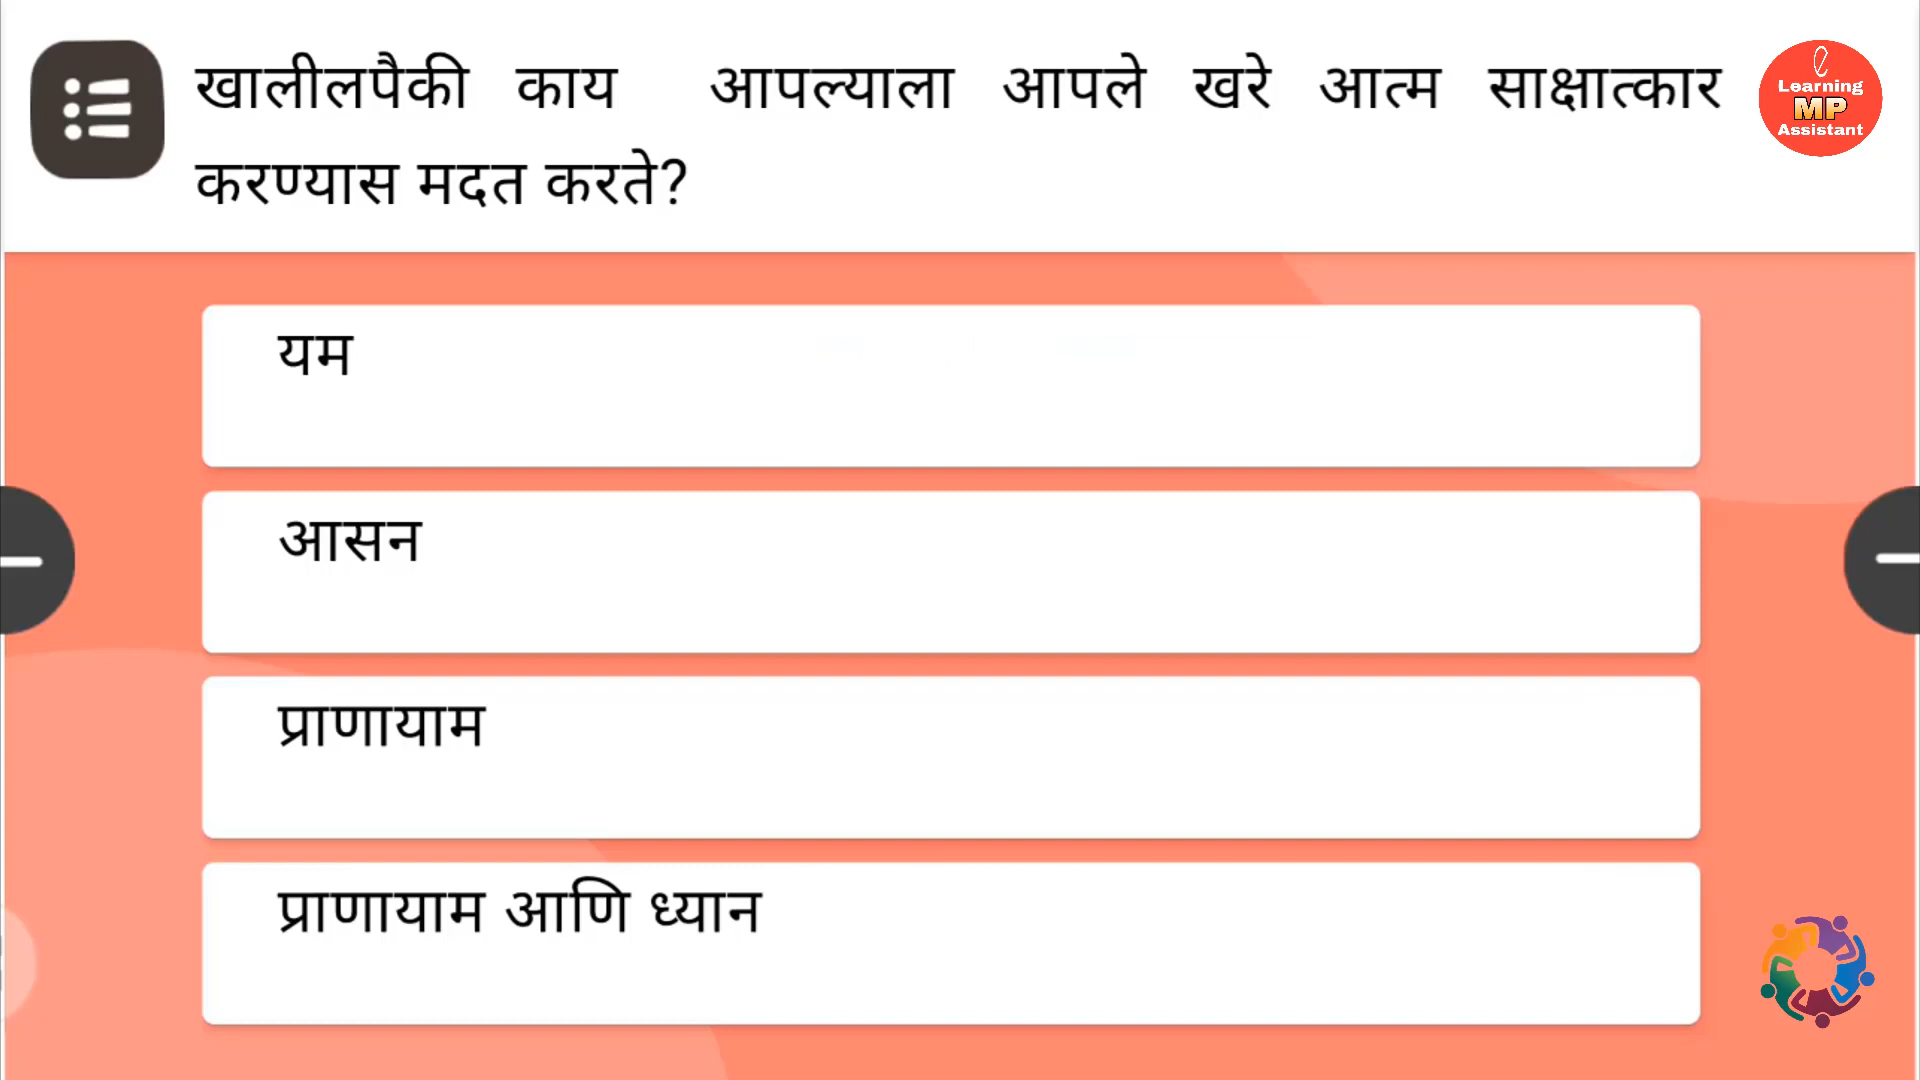 खालीलपैकी काय आपल्याला आपले खरे आत्म साक्षात्कार
करण्यास मदत करते?
Learning
MP
Assistant
यम
आसन
प्राणायाम
प्राणायाम आणि ध्यान